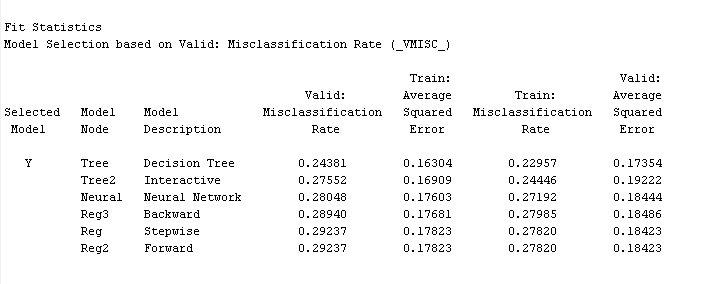 Fit Statistics
Model Selection based on Valid: Misclassification Rate (_VMISC_)
Train: Valid:
Valid: Average Train: Average
Selected Model Model Misclassification Squared Misclassification Squared
Model Node Description Rate Error Rate Error
Y Tree Decision Tree 0.24381 0.16304 0.22957 0.17354
Tree2 Interactive 0.27552 0.16909 0.24446 0.19222
Neural Neural Network 0.28048 0.17603 0.27192 0.18444
Reg3 Backward 0.28940 0.17681 0.27985 0.18486
Reg Stepwise 0.29237 0.17823 0.27820 0.18423
Reg2 Forward 0.29237 0.17823 0.27820 0.18423